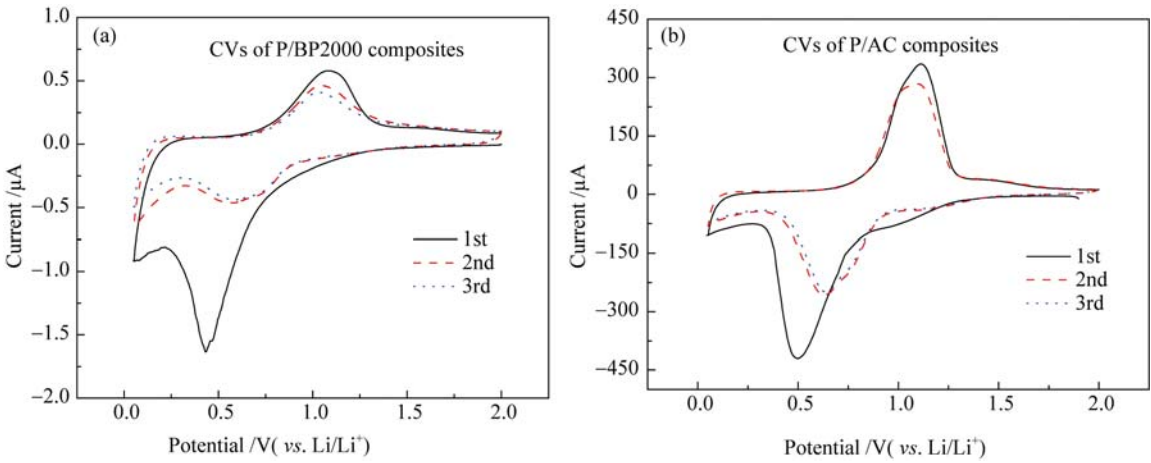 (a)
CVs of P/BP2000 composites
1.0
0.5
0.0
−0.5
−1.0
−1.5
−2.0
Current /μA
1st
2nd
3rd
0.0
0.5
1.0
1.5
2.0
Potential /V( vs. Li/Li⁺)
(b)
CVs of P/AC composites
450
300
150
0
−150
−300
−450
Current /μA
1st
2nd
3rd
0.0
0.5
1.0
1.5
2.0
Potential /V( vs. Li/Li⁺)